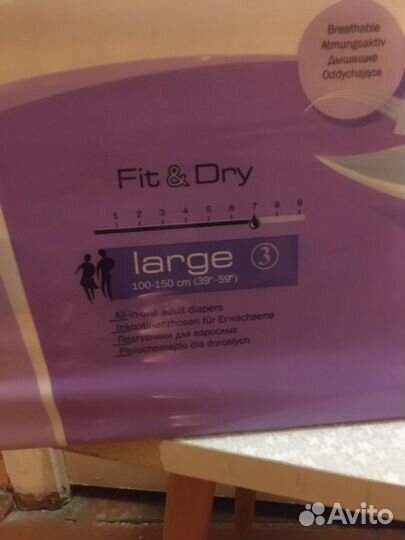 Breathable
Atmungsaktiv
Дышащие
Oddychające
Fit & Dry
1 2 3 4 5 6 7 8 9
large 3
100-150 cm (39"-59")
All-in-one adult diapers
Inkontinenzhosen für Erwachsene
Подгузники для взрослых
Pieluchomajtki dla dorosłych
Avito